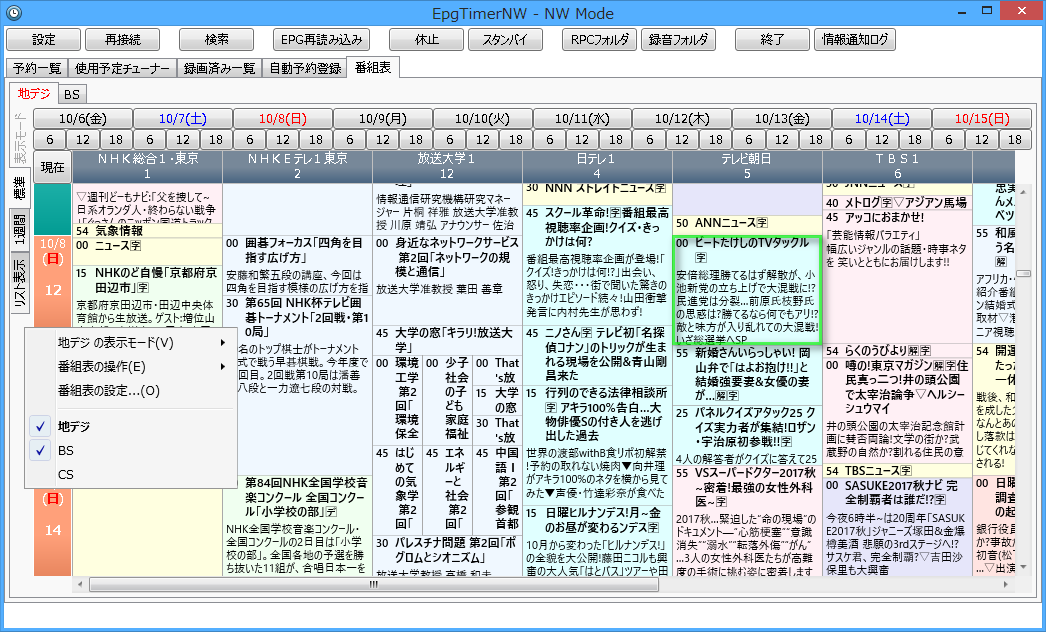 EpgTimerNW - NW Mode
設定
再接続
検索
EPG再読み込み
休止
スタンバイ
RPCフォルダ
録音フォルダ
終了
情報通知ログ
予約一覧
使用予定チューナー
録画済み一覧
自動予約登録
番組表
地デジ
BS
表示モード
標準
1週間
リスト表示
10/6(金)
10/7(土)
10/8(日)
10/9(月)
10/10(火)
10/11(水)
10/12(木)
10/13(金)
10/14(土)
10/15(日)
6 12 18 6 12 18 6 12 18 6 12 18 6 12 18 6 12 18 6 12 18 6 12 18 6 12 18 6 12 18
現在
NHK総合1・東京
1
NHKEテレ1東京
2
放送大学1
12
日テレ1
4
テレビ朝日
5
TBS1
6
10/8
(日)
12
(日)
14
▽週刊どーもナビ!「父を捜して~
日系オランダ人・終わらない戦争
54 気象情報
00 ニュース字
15 NHKのど自慢「京都府京
田辺市」字
京都府京田辺市・田辺中央体
育館から生放送。ゲスト:増位山
地デジ の表示モード(V)
番組表の操作(E)
番組表の設定...(O)
地デジ
BS
CS
00 囲碁フォーカス「四角を目
指す広げ方」
安藤和繁五段の講座、今回は
四角を目指す模様の広げ方を指
30 第65回 NHK杯テレビ囲
碁トーナメント「2回戦・第1
0局」
名のトップ棋士がトーナメント
式で戦う早碁棋戦。今年度で
回目。2回戦第10局は潘善
八段と一力遼七段の対戦。
第84回NHK全国学校音
楽コンクール 全国コンクー
ル「小学校の部」デ
NHK全国学校音楽コンクール・
全国コンクールの2日目は「小学
校の部」。全国各地の予選を勝
ち抜いた11組が、合唱日本一を
情報通信研究機構研究マネー
ジャー 片桐 祥雅 放送大学准教
授 川原 靖弘 アナウンサー 佐治
00 身近なネットワークサービス
第2回「ネットワークの規
模と通信」
放送大学准教授 葉田 善章
45 大学の窓「キラリ!放送大
学」
00 環境
工学
第2
回「
環境
保全
00 少子
社会
の子
ども
家庭
福祉
00 That
's放
15 大学
の窓
30 That
's放
45 はじ
めて
の気
象学
第2
回「
45 エネ
ルギ
ーと
社会
第2
回「
45 中国
語Ⅰ
第2
回「
参観
首都
30 パレスチナ問題 第2回「ポ
グロムとシオニズム」
放送大学教授 高橋 和夫
30 NNN ストレイトニュース字
45 スクール革命!字番組最高
視聴率企画!クイズ・きっ
かけは何?
番組最高視聴率企画が登場!「
クイズ!きっかけは何!?」出会い、
怒り、失恋・・・街で聞いた驚きの
きっかけエピソード続々!山田衝撃
発言に内村先生が思わず!
45 二ノさん字 テレビ初「名探
偵コナン」のトリックが生ま
れる現場を公開&青山剛
昌来た
15 行列のできる法律相談所
字 アキラ100%告白…大
物俳優Sの付き人を逃げ
出した過去
世界の渡部withB食リポ初解禁
!予約の取れない焼肉▼向井理
がアキラ100%のネタを横から見て
みた▼声優・竹達彩奈が食べた
15 日曜ヒルナンデス!月~金
のお昼が変わるンデス字
10月から変わった「ヒルナンデス!」
の全貌を大公開!藤田ニコルも興
奮の大人気「はとバス」ツアーや田
50 ANNニュース字
00 ビートたけしのTVタックル
字
安倍総理勝てるはず解散が、小
池新党の立ち上げで大混戦に!?
民進党は分裂…前原氏枝野氏
の思惑は?勝てるなら何でもアリ!?
敵と味方が入り乱れての大混戦!
いざ総選挙へSP
55 新婚さんいらっしゃい! 岡
山弁で「はよお抱け!!」と
結婚強要妻&女優の妻
が…解字
25 パネルクイズアタック25 ク
イズ実力者が集結!ロザン
・宇治原初参戦!!字
4人の解答者がクイズに答えて25
55 VSスーパードクター2017秋
~密着!最強の女性外科
医~字
2017秋…緊迫した"命の現場"の
ドキュメント―"心筋梗塞""意識
消失""溺水""転落外傷""がん"
…3人の女性外科医たちが高難
度の手術に挑む姿に密着します
30 JNNニュース字
40 メトログ字▽アジアン馬場
45 アッコにおまかせ!
「芸能情報バラエティ」
幅広いジャンルの話題・時事ネタ
を 笑いとともにお届けします!!
54 らくのうびより解字
00 噂の!東京マガジン解字住
民真っ二つ!井の頭公園
で太宰治論争▽ヘルシー
シュウマイ
井の頭公園の太宰治記念館計
画に賛否両論!文学の街か?武
蔵野の自然か?割れる住民の意
54 TBSニュース字
00 SASUKE2017秋ナビ 完
全制覇者は誰だ!?字
今夜6時半~は20周年「SASUK
E2017秋」ジャニーズ塚田&金爆
樽美酒 悲願の3rdステージへ!?
サスケ君、完全制覇?▽吉田沙
保里も大興奮
55 和風
54 開運
00 日曜